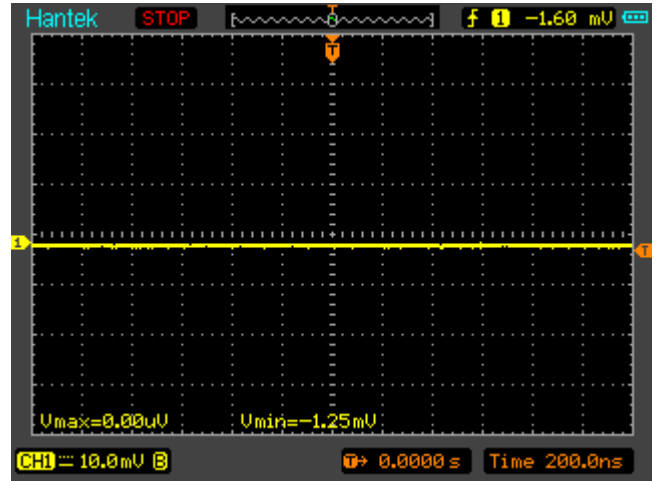 Hantek STOP T 1 -1.60 mV
T
1
T
Vmax=0.00uV Vmin=-1.25mV
CH1 10.0mV B T→ 0.0000 s Time 200.0ns